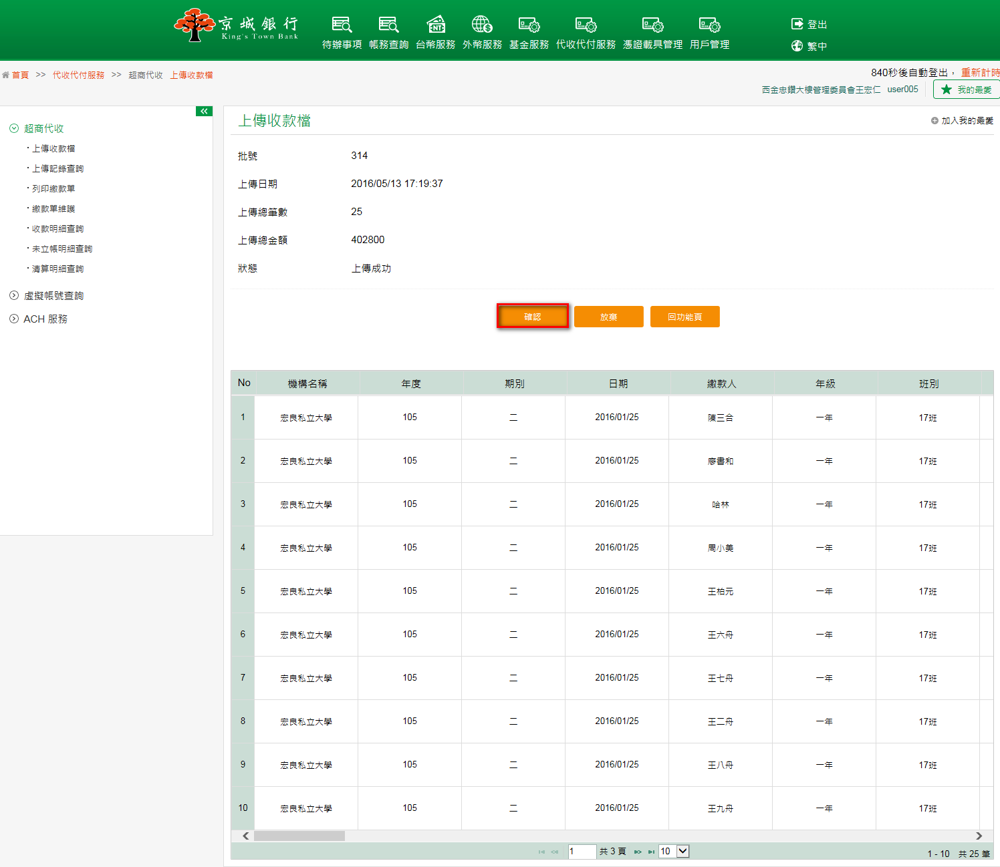 京城銀行
King's Town Bank
待辦事項 帳務查詢 台幣服務 外幣服務 基金服務 代收代付服務 憑證載具管理 用戶管理
NT
$
登出
繁中
首頁 >> 代收代付服務 >> 超商代收 上傳收款檔
840秒後自動登出， 重新計時
西金忠鑽大樓管理委員會王宏仁 user005
我的最愛
超商代收
·上傳收款檔
·上傳記錄查詢
·列印繳款單
·繳款單維護
·收款明細查詢
·未立帳明細查詢
·清算明細查詢
虛擬帳號查詢
ACH 服務
上傳收款檔
加入我的最愛
批號 314
上傳日期 2016/05/13 17:19:37
上傳總筆數 25
上傳總金額 402800
狀態 上傳成功
確認 放棄 回功能頁
No 機構名稱 年度 期別 日期 繳款人 年級 班別
1 宏良私立大學 105 二 2016/01/25 陳三合 一年 17班
2 宏良私立大學 105 二 2016/01/25 廖書和 一年 17班
3 宏良私立大學 105 二 2016/01/25 哈林 一年 17班
4 宏良私立大學 105 二 2016/01/25 周小美 一年 17班
5 宏良私立大學 105 二 2016/01/25 王柏元 一年 17班
6 宏良私立大學 105 二 2016/01/25 王六舟 一年 17班
7 宏良私立大學 105 二 2016/01/25 王七舟 一年 17班
8 宏良私立大學 105 二 2016/01/25 王二舟 一年 17班
9 宏良私立大學 105 二 2016/01/25 王八舟 一年 17班
10 宏良私立大學 105 二 2016/01/25 王九舟 一年 17班
1 共 3 頁 10
1 - 10 共 25 筆